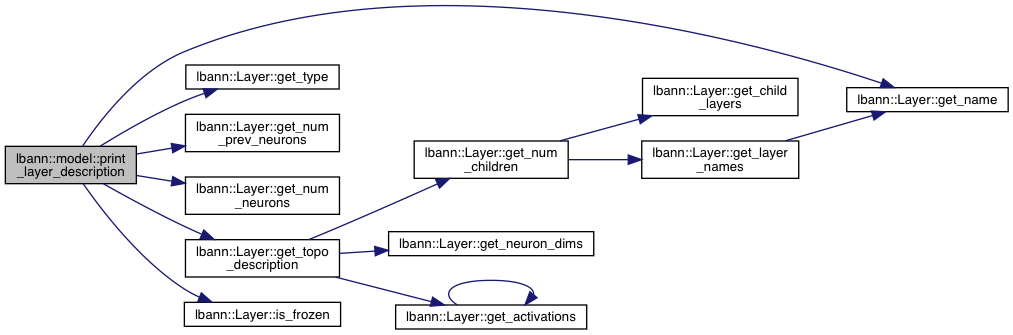 lbann::model::print
_layer_description
lbann::Layer::get_type
lbann::Layer::get_num
_prev_neurons
lbann::Layer::get_num
_neurons
lbann::Layer::get_topo
_description
lbann::Layer::is_frozen
lbann::Layer::get_num
_children
lbann::Layer::get_neuron_dims
lbann::Layer::get_activations
lbann::Layer::get_child
_layers
lbann::Layer::get_layer
_names
lbann::Layer::get_name